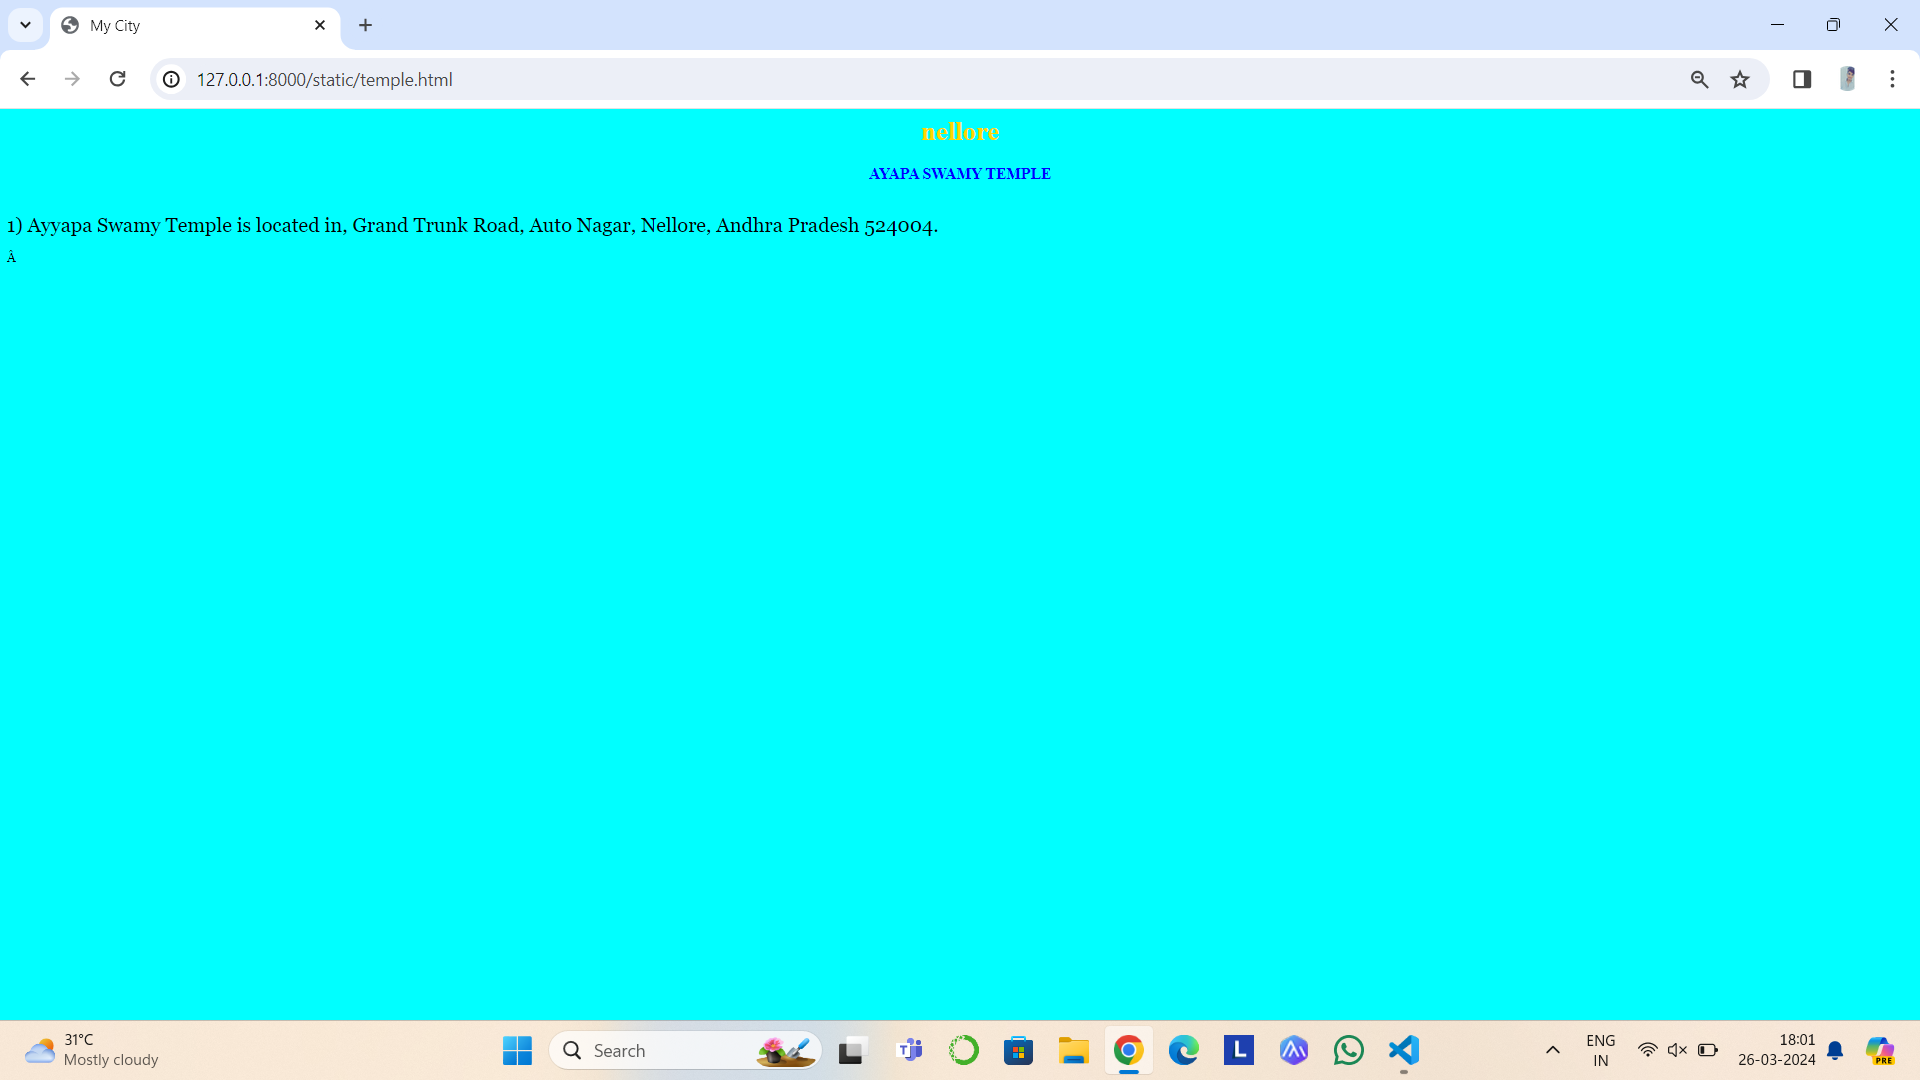 My City
127.0.0.1:8000/static/temple.html
nellore
AYAPA SWAMY TEMPLE
1) Ayyapa Swamy Temple is located in, Grand Trunk Road, Auto Nagar, Nellore, Andhra Pradesh 524004.
Â
31°C
Mostly cloudy
Search
T
L
ENG
IN
18:01
26-03-2024
PRE